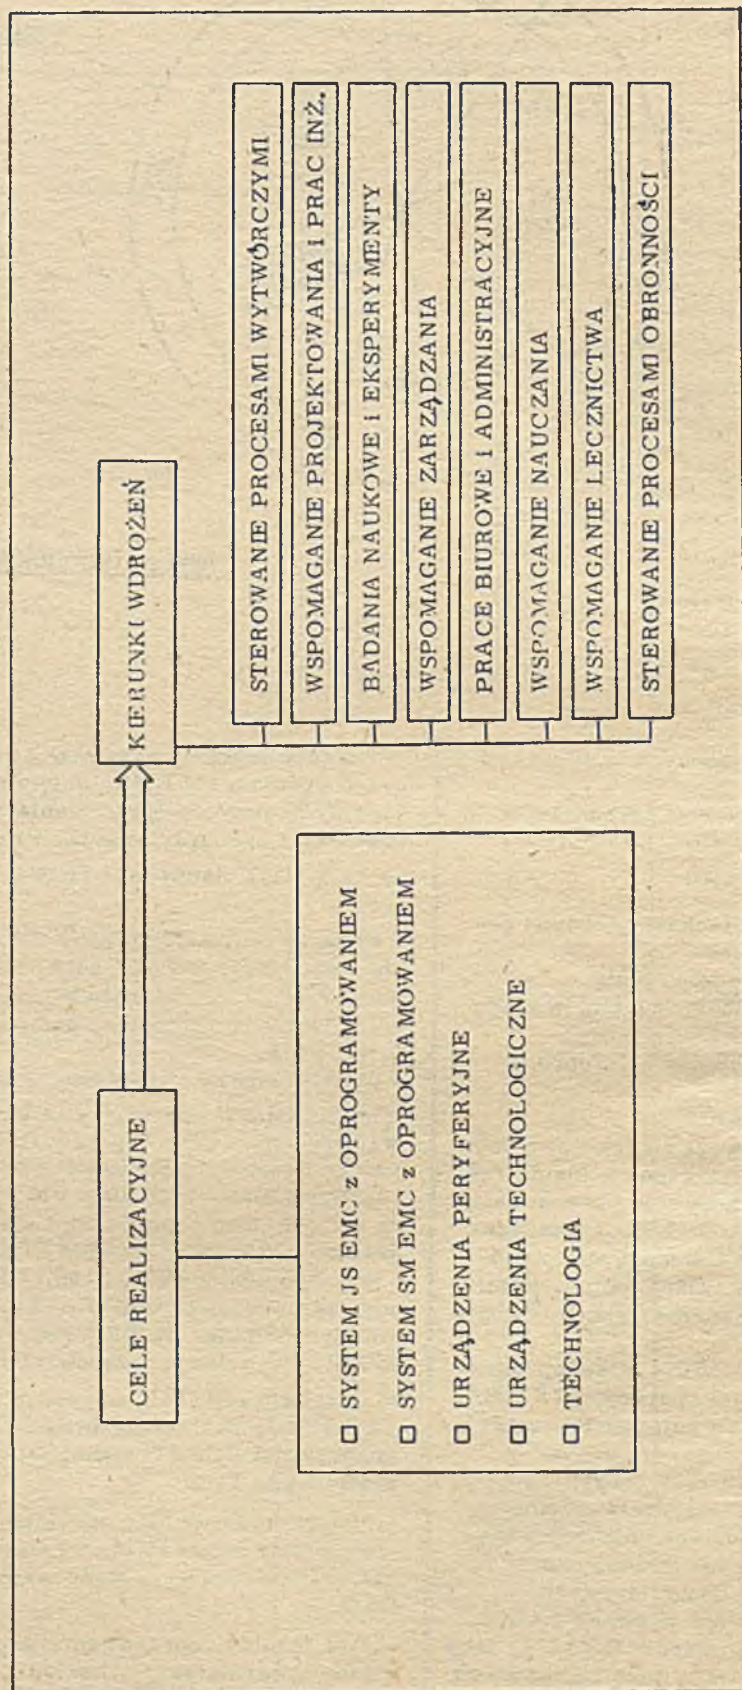 CELE REALIZACYJNE
□ SYSTEM JS EMC z OPROGRAMOWANIEM
□ SYSTEM SM EMC z OPROGRAMOWANIEM
□ URZĄDZENIA PERYFERYJNE
□ URZĄDZENIA TECHNOLOGICZNE
□ TECHNOLOGIA
KIERUNKI WDROŻEŃ
STEROWANIE PROCESAMI WYTWÓRCZYMI
WSPOMAGANIE PROJEKTOWANIA I PRAC INŻ.
BADANIA NAUKOWE i EKSPERYMENTY
WSPOMAGANIE ZARZĄDZANIA
PRACE BIUROWE i ADMINISTRACYJNE
WSPOMAGANIE NAUCZANIA
WSPOMAGANIE LECZNICTWA
STEROWANIE PROCESAMI OBRONNOŚCI